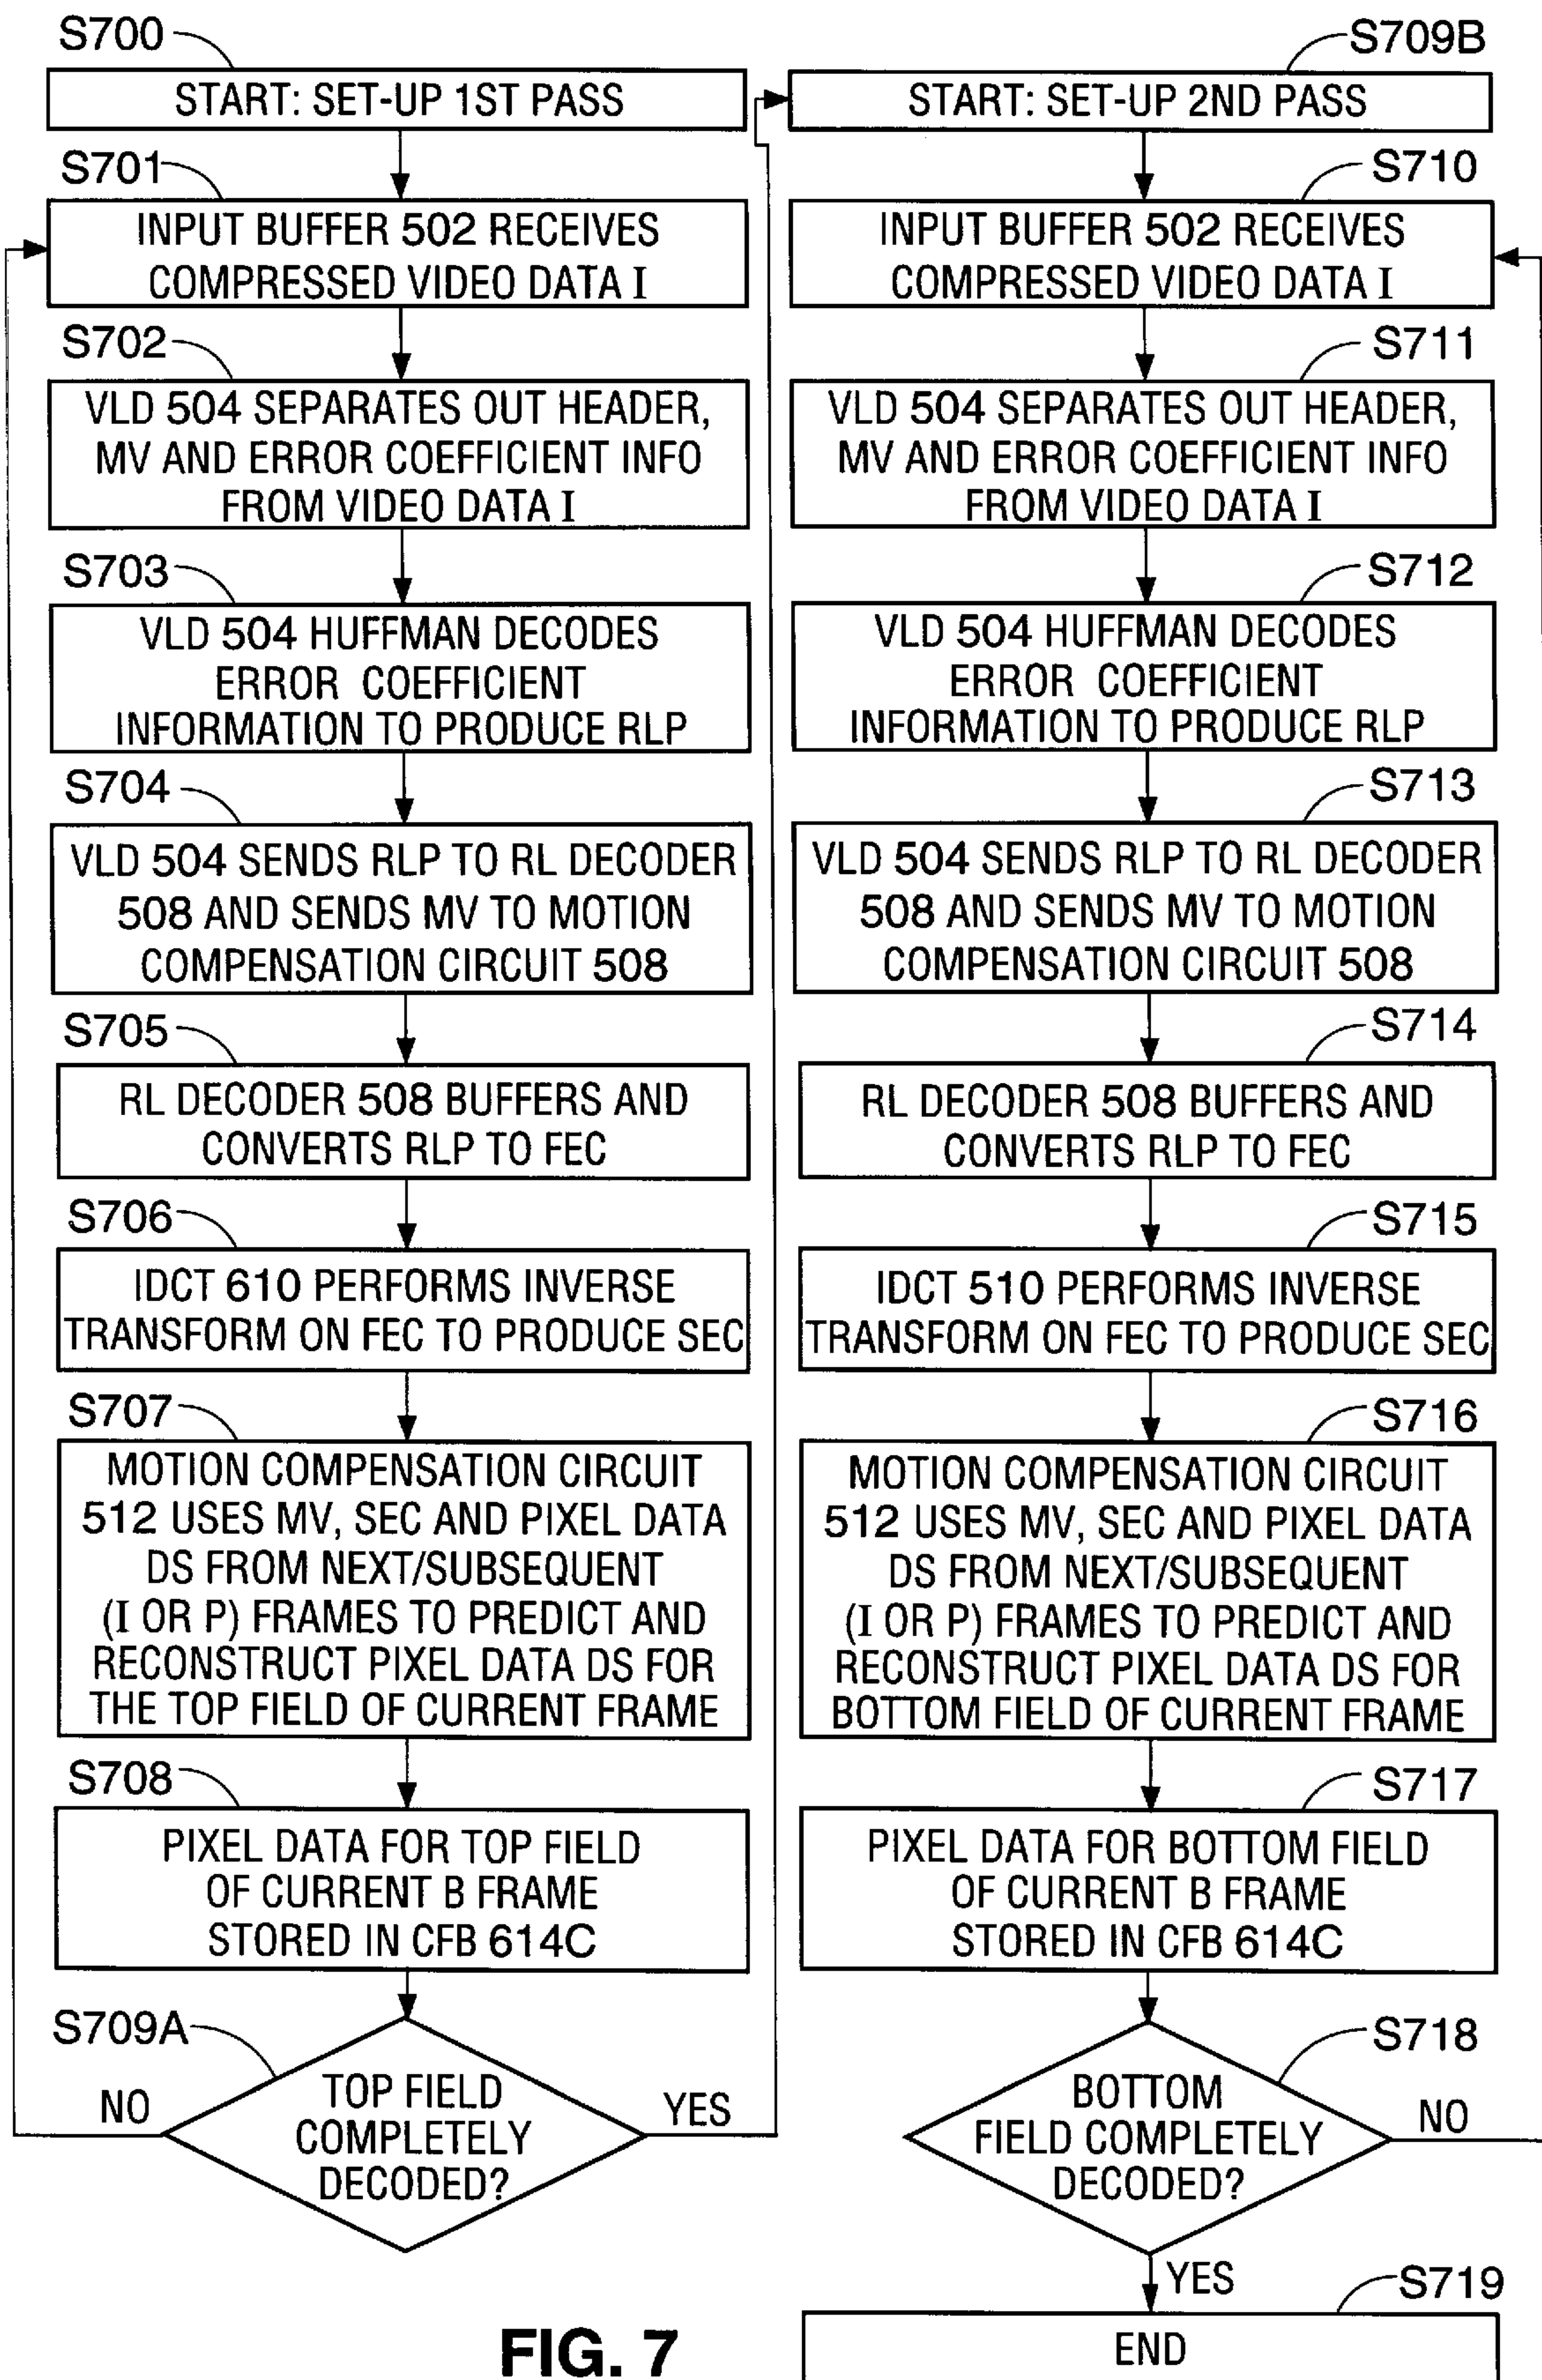 S700
START: SET-UP 1ST PASS
S701
INPUT BUFFER 502 RECEIVES
COMPRESSED VIDEO DATA I
S702
VLD 504 SEPARATES OUT HEADER,
MV AND ERROR COEFFICIENT INFO
FROM VIDEO DATA I
S703
VLD 504 HUFFMAN DECODES
ERROR COEFFICIENT
INFORMATION TO PRODUCE RLP
S704
VLD 504 SENDS RLP TO RL DECODER
508 AND SENDS MV TO MOTION
COMPENSATION CIRCUIT 508
S705
RL DECODER 508 BUFFERS AND
CONVERTS RLP TO FEC
S706
IDCT 610 PERFORMS INVERSE
TRANSFORM ON FEC TO PRODUCE SEC
S707
MOTION COMPENSATION CIRCUIT
512 USES MV, SEC AND PIXEL DATA
DS FROM NEXT/SUBSEQUENT
(I OR P) FRAMES TO PREDICT AND
RECONSTRUCT PIXEL DATA DS FOR
THE TOP FIELD OF CURRENT FRAME
S708
PIXEL DATA FOR TOP FIELD
OF CURRENT B FRAME
STORED IN CFB 614C
S709A
TOP FIELD
COMPLETELY
DECODED?
NO
YES
S709B
START: SET-UP 2ND PASS
S710
INPUT BUFFER 502 RECEIVES
COMPRESSED VIDEO DATA I
S711
VLD 504 SEPARATES OUT HEADER,
MV AND ERROR COEFFICIENT INFO
FROM VIDEO DATA I
S712
VLD 504 HUFFMAN DECODES
ERROR COEFFICIENT
INFORMATION TO PRODUCE RLP
S713
VLD 504 SENDS RLP TO RL DECODER
508 AND SENDS MV TO MOTION
COMPENSATION CIRCUIT 508
S714
RL DECODER 508 BUFFERS AND
CONVERTS RLP TO FEC
S715
IDCT 510 PERFORMS INVERSE
TRANSFORM ON FEC TO PRODUCE SEC
S716
MOTION COMPENSATION CIRCUIT
512 USES MV, SEC AND PIXEL DATA
DS FROM NEXT/SUBSEQUENT
(I OR P) FRAMES TO PREDICT AND
RECONSTRUCT PIXEL DATA DS FOR
BOTTOM FIELD OF CURRENT FRAME
S717
PIXEL DATA FOR BOTTOM FIELD
OF CURRENT B FRAME
STORED IN CFB 614C
S718
BOTTOM
FIELD COMPLETELY
DECODED?
NO
YES
S719
END
FIG. 7